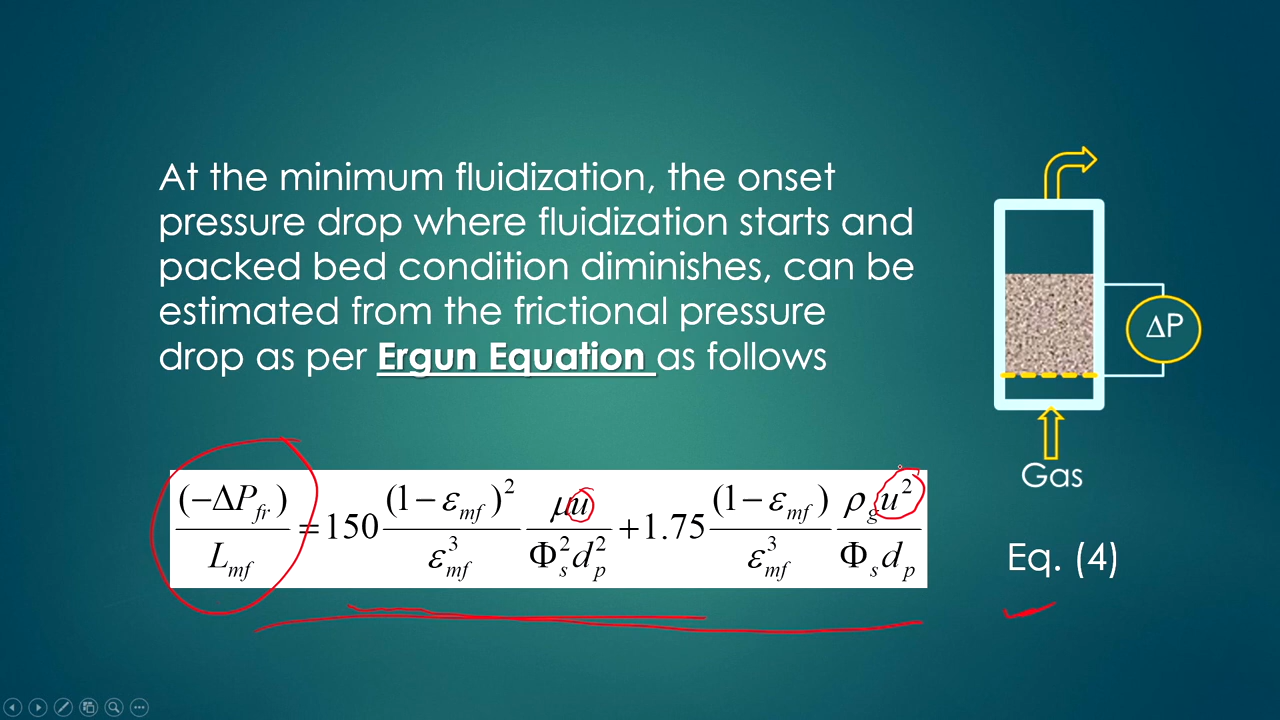 At the minimum fluidization, the onset
pressure drop where fluidization starts and
packed bed condition diminishes, can be
estimated from the frictional pressure
drop as per Ergun Equation as follows
ΔP
Gas
(−ΔP_fr) / L_mf = 150 (1 − ε_mf)² / ε_mf³ μu / Φ_s² d_p² + 1.75 (1 − ε_mf) / ε_mf³ ρ_g u² / Φ_s d_p
Eq. (4)